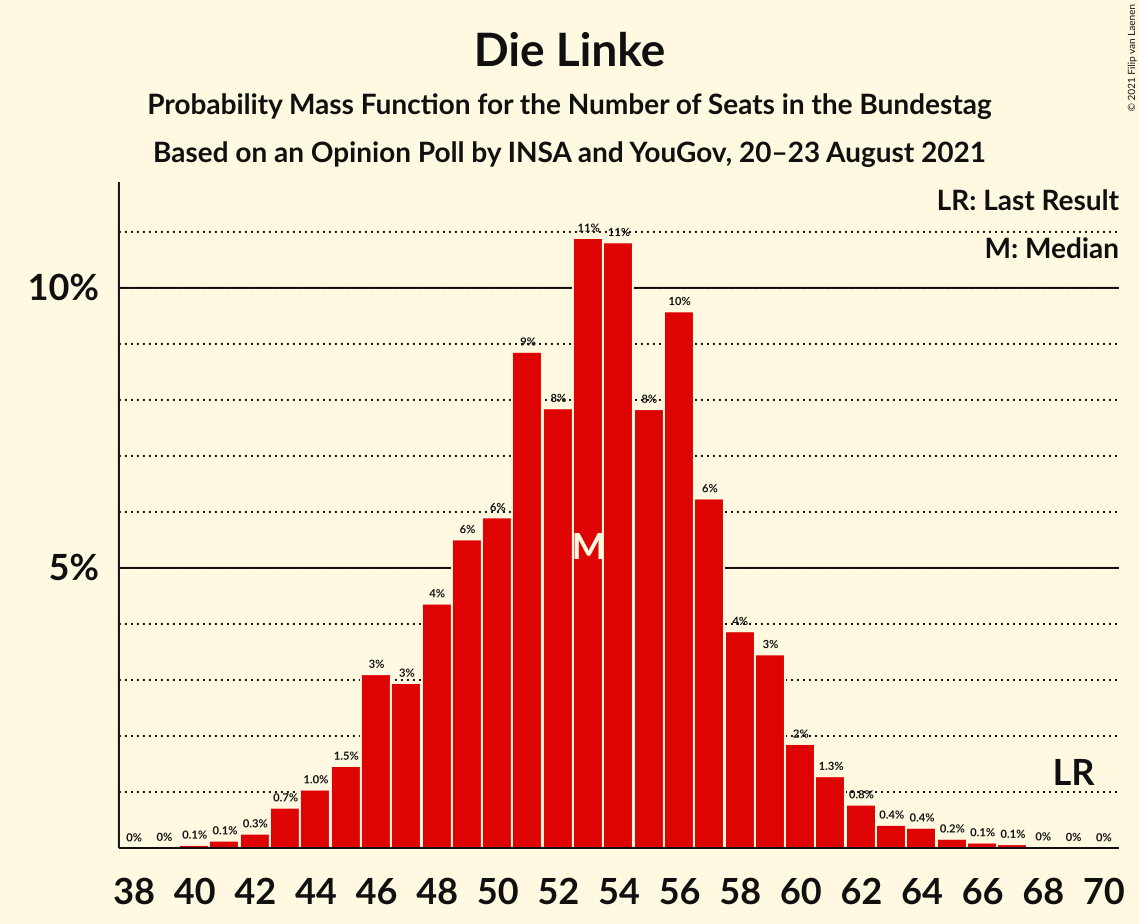 Die Linke
Probability Mass Function for the Number of Seats in the Bundestag
Based on an Opinion Poll by INSA and YouGov, 20–23 August 2021
© 2021 Filip van Laenen
LR: Last Result
M: Median
10%
5%
0% 0% 0.1% 0.1% 0.3% 0.7% 1.0% 1.5% 3% 3% 4% 6% 6% 9% 8% 11% 11% 8% 10% 6% 4% 3% 2% 1.3% 0.8% 0.4% 0.4% 0.2% 0.1% 0.1% 0% 0% 0%
M
LR
38 40 42 44 46 48 50 52 54 56 58 60 62 64 66 68 70